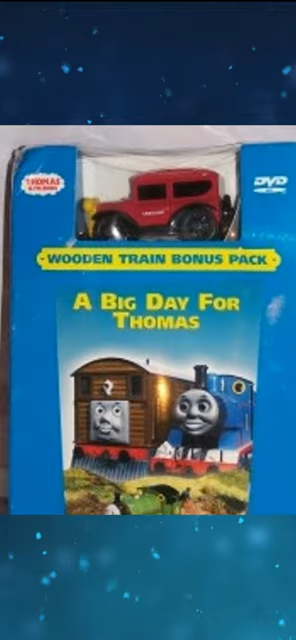 THOMAS
& FRIENDS
DVD
WOODEN TRAIN BONUS PACK
A BIG DAY FOR
THOMAS